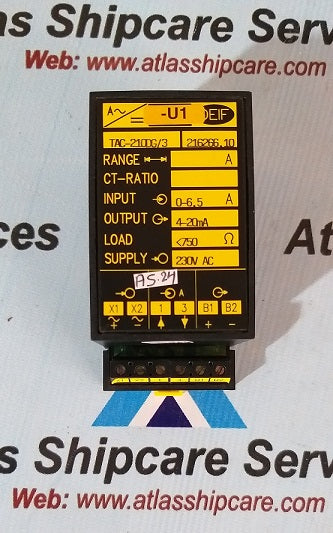 as Shipcare Serv
Web: www.atlasshipcare.com
A~ = -U1 DEIF
TAC-210DG/3 216266.10
RANGE A
CT-RATIO
INPUT 0-6.5 A
OUTPUT 4-20mA
LOAD <750 Ω
SUPPLY 230V AC
ces At
AS.24
A
X1 X2 1 3 B1 B2
+ - + -
as Shipcare Servi
Web: www.atlasshipcare.com